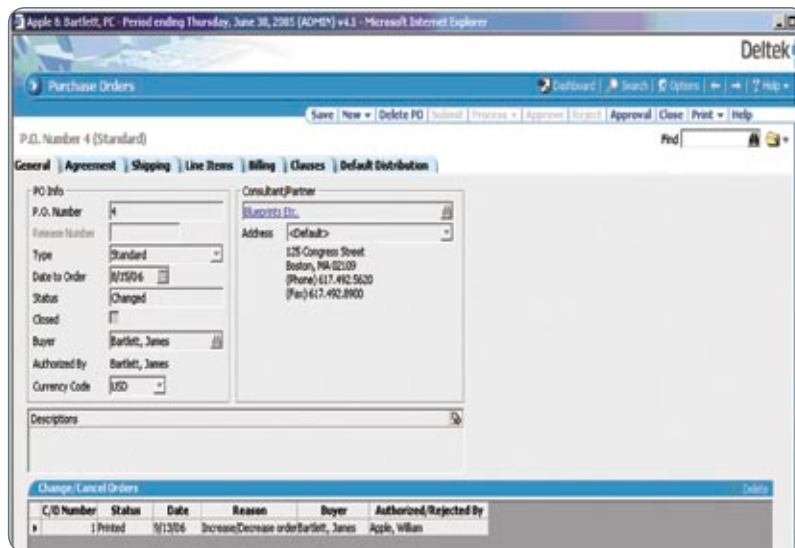 Apple & Bartlett, PC - Period ending Thursday, June 30, 2005 (ADMIN) v4.1 - Microsoft Internet Explorer
Deltek
Purchase Orders
Dashboard | Search | Options | Help
Save | New | Delete PO | Submit | Process | Approve | Reject | Approval | Close | Print | Help
P.O. Number 4 (Standard)
Find
General Agreement Shipping Line Items Billing Clauses Default Distribution
PO Info
P.O. Number 4
Release Number
Type Standard
Date to Order 8/15/06
Status Changed
Closed
Buyer Bartlett, James
Authorized By Bartlett, James
Currency Code USD
Consultant/Partner
Blueprints Etc.
Address <Default>
125 Congress Street
Boston, MA 02109
(Phone) 617.492.5620
(Fax) 617.492.8900
Descriptions
Change/Cancel Orders
Delete
C/O Number Status Date Reason Buyer Authorized/Rejected By
1 Printed 9/13/06 Increase/Decrease order Bartlett, James Apple, William